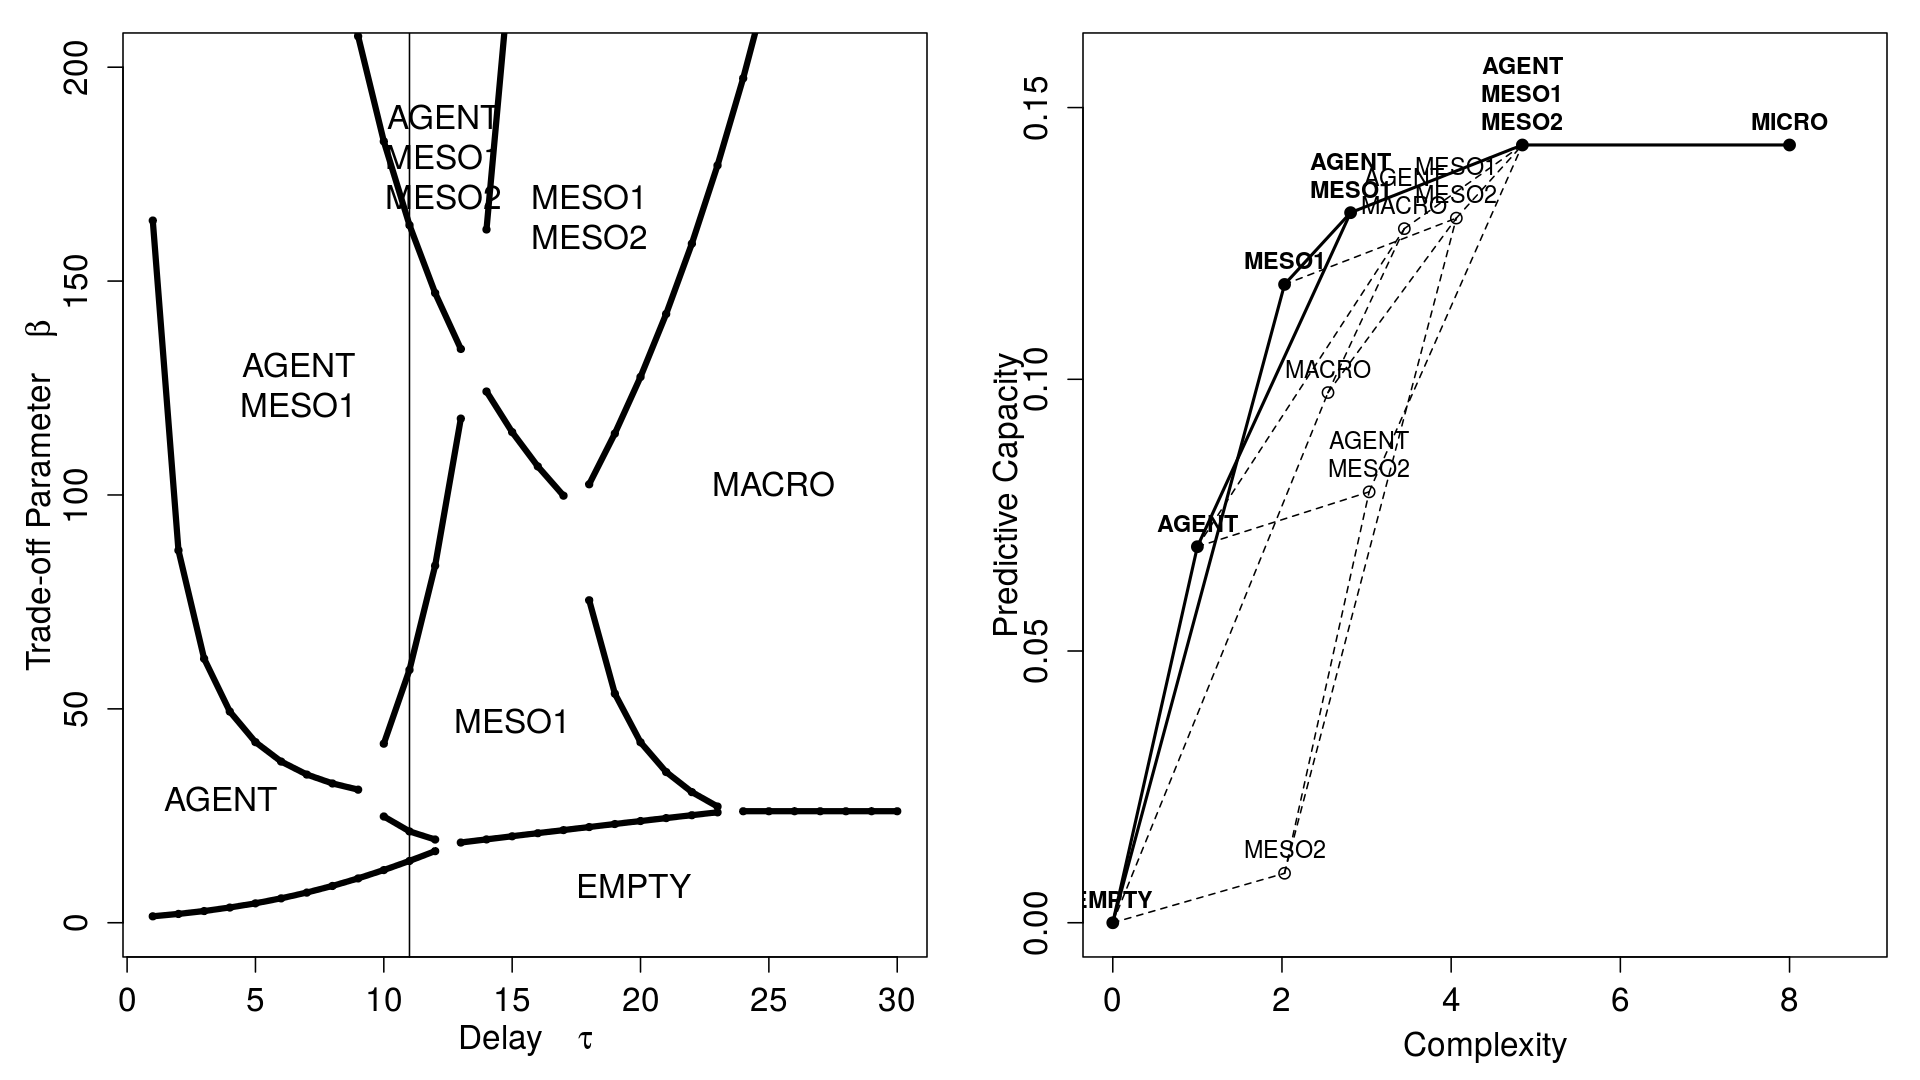 200
150
100
50
0
Trade-off Parameter β
AGENT
MESO1
MESO2
MESO1
MESO2
AGENT
MESO1
MACRO
MESO1
AGENT
EMPTY
0 5 10 15 20 25 30
Delay τ
0.15
0.10
0.05
0.00
Predictive Capacity
AGENT
MESO1
MESO2
MICRO
AGENT
MESO1
AGENT
MACRO
MESO1
MESO2
MESO1
MACRO
AGENT
MESO2
AGENT
MESO2
EMPTY
0 2 4 6 8
Complexity